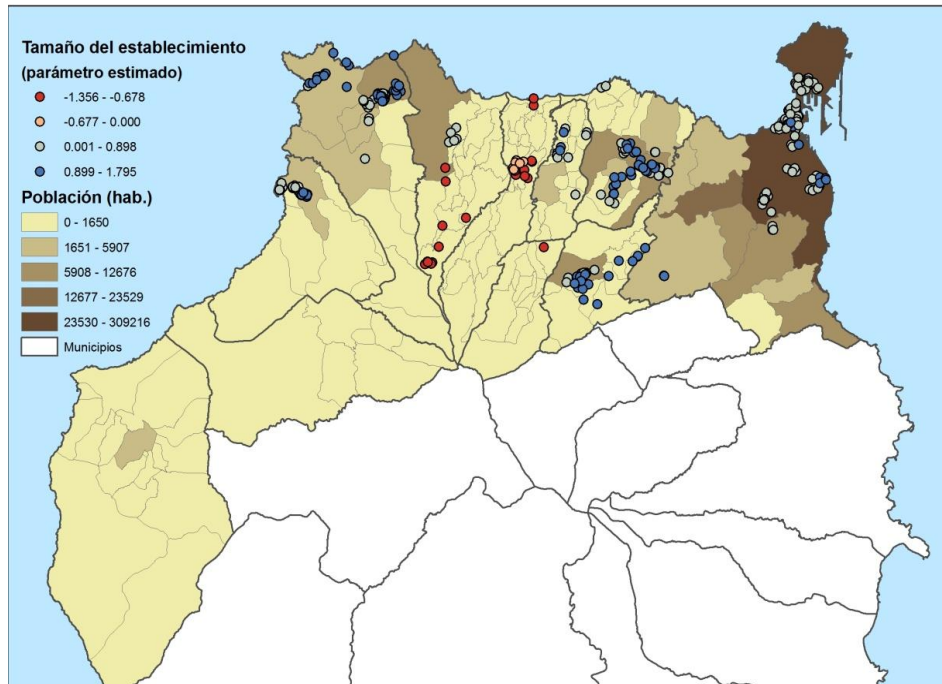 Tamaño del establecimiento
(parámetro estimado)
-1.356 - -0.678
-0.677 - 0.000
0.001 - 0.898
0.899 - 1.795
Población (hab.)
0 - 1650
1651 - 5907
5908 - 12676
12677 - 23529
23530 - 309216
Municipios